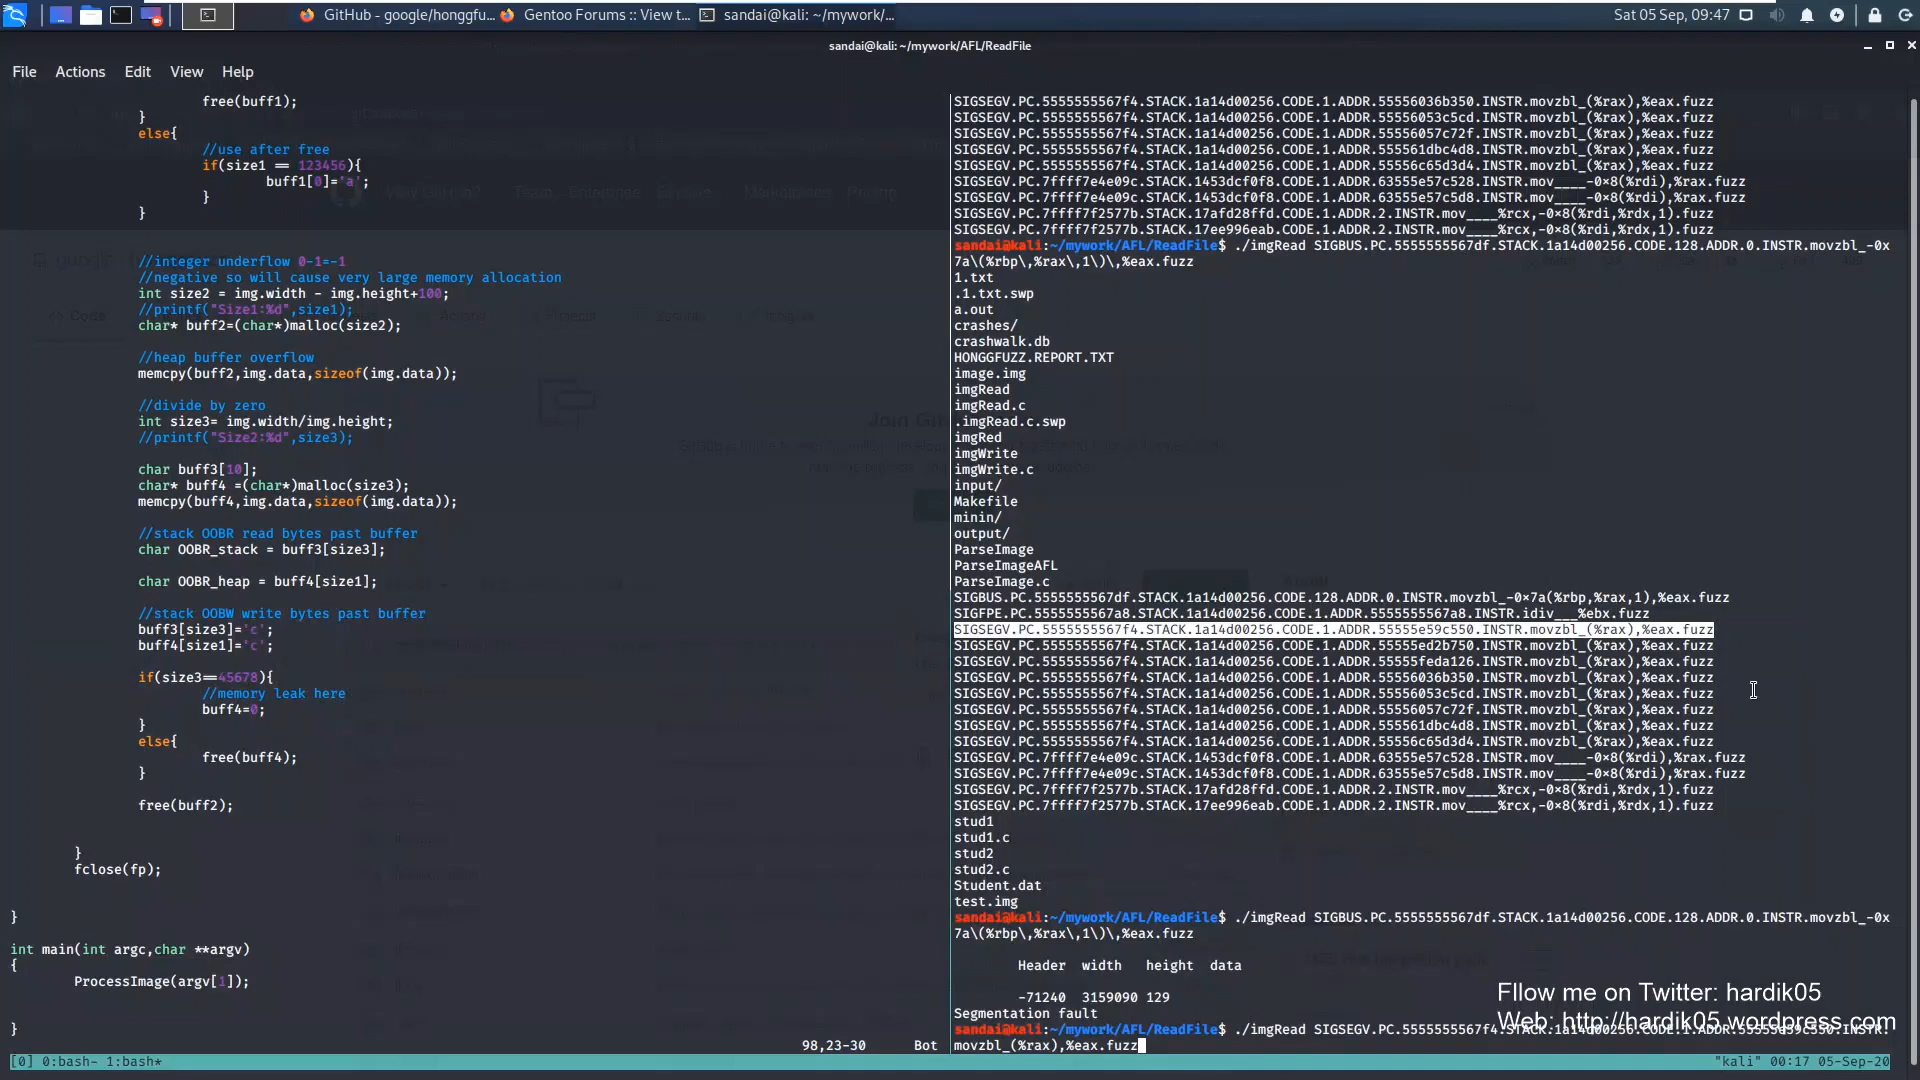 GitHub - google/honggfu... Gentoo Forums :: View t... sandai@kali: ~/mywork/... Sat 05 Sep, 09:47
sandai@kali: ~/mywork/AFL/ReadFile
File Actions Edit View Help
free(buff1);
}
else{
//use after free
if(size1 == 123456){
buff1[0]='a';
}
}
//integer underflow 0-1=-1
//negative so will cause very large memory allocation
int size2 = img.width - img.height+100;
//printf("Size1:%d",size1);
char* buff2=(char*)malloc(size2);
//heap buffer overflow
memcpy(buff2,img.data,sizeof(img.data));
//divide by zero
int size3= img.width/img.height;
//printf("Size2:%d",size3);
char buff3[10];
char* buff4 =(char*)malloc(size3);
memcpy(buff4,img.data,sizeof(img.data));
//stack OOBR read bytes past buffer
char OOBR_stack = buff3[size3];
char OOBR_heap = buff4[size1];
//stack OOBW write bytes past buffer
buff3[size3]='c';
buff4[size1]='c';
if(size3==45678){
//memory leak here
buff4=0;
}
else{
free(buff4);
}
free(buff2);
}
fclose(fp);
}
int main(int argc,char **argv)
{
ProcessImage(argv[1]);
}
98,23-30 Bot
SIGSEGV.PC.5555555567f4.STACK.1a14d00256.CODE.1.ADDR.55556036b350.INSTR.movzbl_(%rax),%eax.fuzz
SIGSEGV.PC.5555555567f4.STACK.1a14d00256.CODE.1.ADDR.55556053c5cd.INSTR.movzbl_(%rax),%eax.fuzz
SIGSEGV.PC.5555555567f4.STACK.1a14d00256.CODE.1.ADDR.55556057c72f.INSTR.movzbl_(%rax),%eax.fuzz
SIGSEGV.PC.5555555567f4.STACK.1a14d00256.CODE.1.ADDR.555561dbc4d8.INSTR.movzbl_(%rax),%eax.fuzz
SIGSEGV.PC.5555555567f4.STACK.1a14d00256.CODE.1.ADDR.55556c65d3d4.INSTR.movzbl_(%rax),%eax.fuzz
SIGSEGV.PC.7ffff7e4e09c.STACK.1453dcf0f8.CODE.1.ADDR.63555e57c528.INSTR.mov____-0×8(%rdi),%rax.fuzz
SIGSEGV.PC.7ffff7e4e09c.STACK.1453dcf0f8.CODE.1.ADDR.63555e57c5d8.INSTR.mov____-0×8(%rdi),%rax.fuzz
SIGSEGV.PC.7ffff7f2577b.STACK.17afd28ffd.CODE.1.ADDR.2.INSTR.mov____%rcx,-0×8(%rdi,%rdx,1).fuzz
SIGSEGV.PC.7ffff7f2577b.STACK.17ee996eab.CODE.1.ADDR.2.INSTR.mov____%rcx,-0×8(%rdi,%rdx,1).fuzz
sandai@kali:~/mywork/AFL/ReadFile$ ./imgRead SIGBUS.PC.5555555567df.STACK.1a14d00256.CODE.128.ADDR.0.INSTR.movzbl_-0x
7a\(%rbp\,%rax\,1\)\,%eax.fuzz
1.txt
.1.txt.swp
a.out
crashes/
crashwalk.db
HONGGFUZZ.REPORT.TXT
image.img
imgRead
imgRead.c
.imgRead.c.swp
imgRed
imgWrite
imgWrite.c
input/
Makefile
minin/
output/
ParseImage
ParseImageAFL
ParseImage.c
SIGBUS.PC.5555555567df.STACK.1a14d00256.CODE.128.ADDR.0.INSTR.movzbl_-0×7a(%rbp,%rax,1),%eax.fuzz
SIGFPE.PC.5555555567a8.STACK.1a14d00256.CODE.1.ADDR.5555555567a8.INSTR.idiv___%ebx.fuzz
SIGSEGV.PC.5555555567f4.STACK.1a14d00256.CODE.1.ADDR.55555e59c550.INSTR.movzbl_(%rax),%eax.fuzz
SIGSEGV.PC.5555555567f4.STACK.1a14d00256.CODE.1.ADDR.55555ed2b750.INSTR.movzbl_(%rax),%eax.fuzz
SIGSEGV.PC.5555555567f4.STACK.1a14d00256.CODE.1.ADDR.55555feda126.INSTR.movzbl_(%rax),%eax.fuzz
SIGSEGV.PC.5555555567f4.STACK.1a14d00256.CODE.1.ADDR.55556036b350.INSTR.movzbl_(%rax),%eax.fuzz
SIGSEGV.PC.5555555567f4.STACK.1a14d00256.CODE.1.ADDR.55556053c5cd.INSTR.movzbl_(%rax),%eax.fuzz
SIGSEGV.PC.5555555567f4.STACK.1a14d00256.CODE.1.ADDR.55556057c72f.INSTR.movzbl_(%rax),%eax.fuzz
SIGSEGV.PC.5555555567f4.STACK.1a14d00256.CODE.1.ADDR.555561dbc4d8.INSTR.movzbl_(%rax),%eax.fuzz
SIGSEGV.PC.5555555567f4.STACK.1a14d00256.CODE.1.ADDR.55556c65d3d4.INSTR.movzbl_(%rax),%eax.fuzz
SIGSEGV.PC.7ffff7e4e09c.STACK.1453dcf0f8.CODE.1.ADDR.63555e57c528.INSTR.mov____-0×8(%rdi),%rax.fuzz
SIGSEGV.PC.7ffff7e4e09c.STACK.1453dcf0f8.CODE.1.ADDR.63555e57c5d8.INSTR.mov____-0×8(%rdi),%rax.fuzz
SIGSEGV.PC.7ffff7f2577b.STACK.17afd28ffd.CODE.1.ADDR.2.INSTR.mov____%rcx,-0×8(%rdi,%rdx,1).fuzz
SIGSEGV.PC.7ffff7f2577b.STACK.17ee996eab.CODE.1.ADDR.2.INSTR.mov____%rcx,-0×8(%rdi,%rdx,1).fuzz
stud1
stud1.c
stud2
stud2.c
Student.dat
test.img
sandai@kali:~/mywork/AFL/ReadFile$ ./imgRead SIGBUS.PC.5555555567df.STACK.1a14d00256.CODE.128.ADDR.0.INSTR.movzbl_-0x
7a\(%rbp\,%rax\,1\)\,%eax.fuzz
Header width height data
-71240 3159090 129
Segmentation fault
sandai@kali:~/mywork/AFL/ReadFile$ ./imgRead SIGSEGV.PC.5555555567f4.STACK.1a14d00256.CODE.1.ADDR.55555e59c550.INSTR.
movzbl_(%rax),%eax.fuzz
Fllow me on Twitter: hardik05
Web: http://hardik05.wordpress.com
[0] 0:bash- 1:bash* "kali" 00:17 05-Sep-20